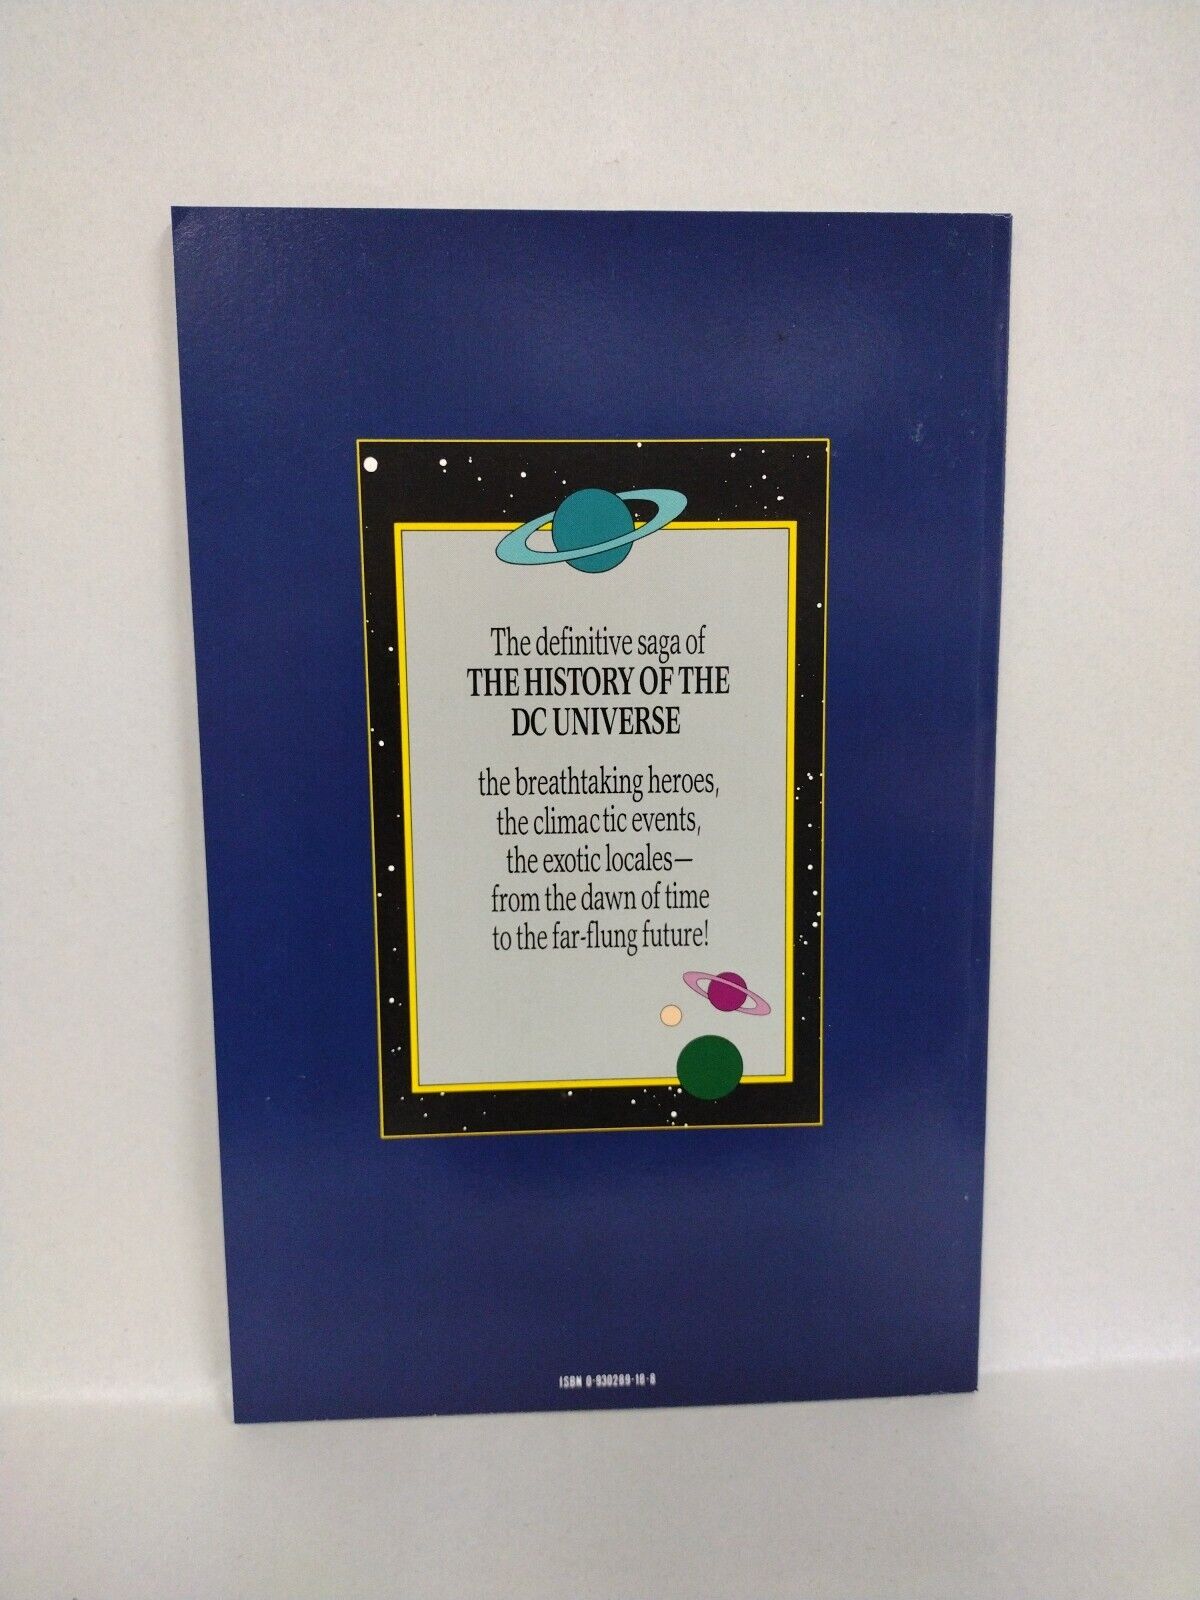 The definitive saga of
THE HISTORY OF THE
DC UNIVERSE
the breathtaking heroes,
the climactic events,
the exotic locales—
from the dawn of time
to the far-flung future!
ISBN 0-930289-18-8